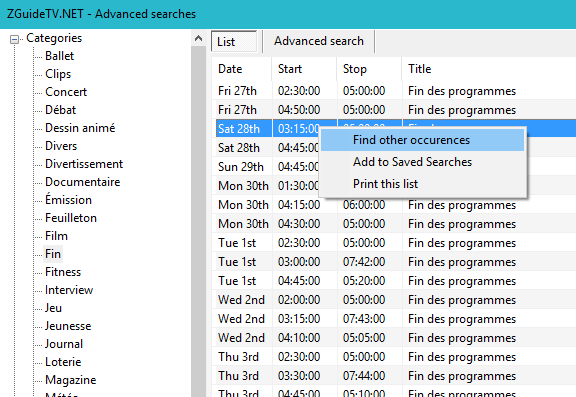 ZGuideTV.NET - Advanced searches
Categories
Ballet
Clips
Concert
Débat
Dessin animé
Divers
Divertissement
Documentaire
Émission
Feuilleton
Film
Fin
Fitness
Interview
Jeu
Jeunesse
Journal
Loterie
Magazine
Météo
List Advanced search
Date Start Stop Title
Fri 27th 02:30:00 05:00:00 Fin des programmes
Fri 27th 04:50:00 05:00:00 Fin des programmes
Sat 28th 03:15:00
Sat 28th 04:45:00
Sun 29th 04:45:00
Mon 30th 01:30:00
Mon 30th 04:15:00 06:00:00 Fin des programmes
Mon 30th 04:30:00 05:00:00 Fin des programmes
Tue 1st 02:30:00 05:00:00 Fin des programmes
Tue 1st 03:00:00 07:42:00 Fin des programmes
Tue 1st 04:45:00 05:20:00 Fin des programmes
Wed 2nd 02:00:00 05:00:00 Fin des programmes
Wed 2nd 03:15:00 07:43:00 Fin des programmes
Wed 2nd 04:10:00 05:05:00 Fin des programmes
Thu 3rd 02:30:00 05:00:00 Fin des programmes
Thu 3rd 03:30:00 07:44:00 Fin des programmes
Thu 3rd 04:45:00 05:10:00 Fin des programmes
Find other occurences
Add to Saved Searches
Print this list